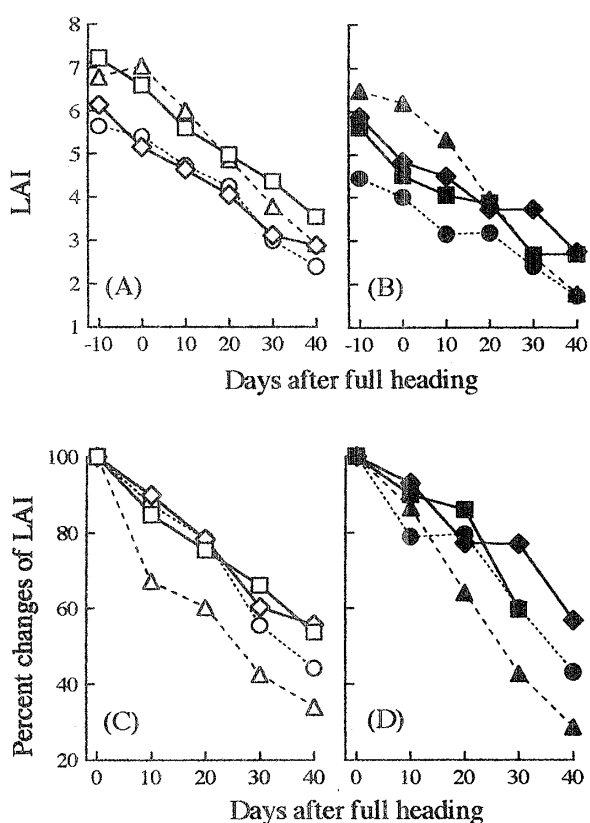 LAI
8
7
6
5
4
3
2
1
(A)
(B)
-10 0 10 20 30 40
-10 0 10 20 30 40
Days after full heading
Percent changes of LAI
100
80
60
40
20
(C)
(D)
0 10 20 30 40
0 10 20 30 40
Days after full heading